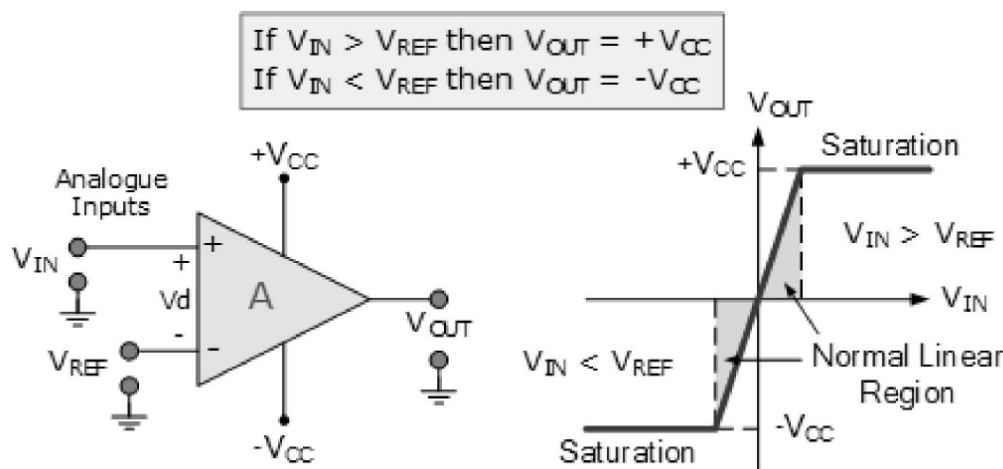 If VIN > VREF then VOUT = +VCC
If VIN < VREF then VOUT = -VCC
+VCC
Analogue
Inputs
VIN
+
+
Vd
-
-
A
VREF
VOUT
-VCC
VOUT
Saturation
+VCC
VIN > VREF
VIN
VIN < VREF
Normal Linear
Region
-VCC
Saturation